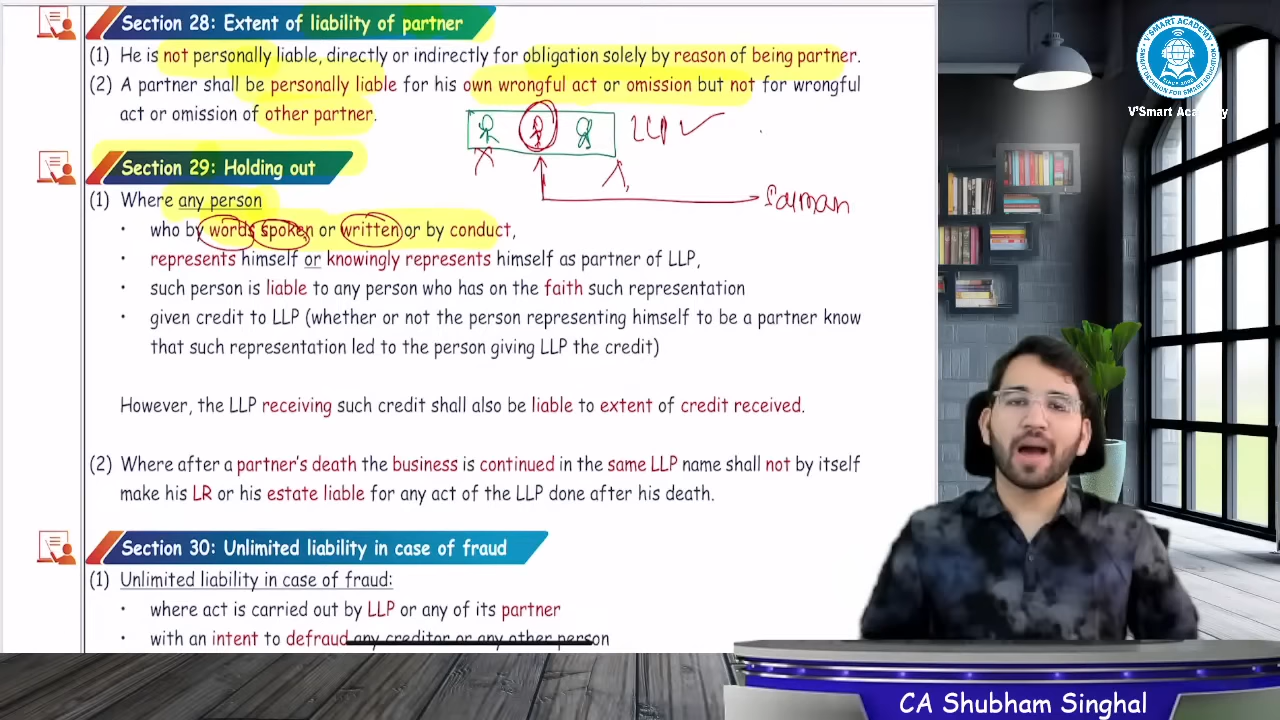 Section 28: Extent of liability of partner
(1) He is not personally liable, directly or indirectly for obligation solely by reason of being partner.
(2) A partner shall be personally liable for his own wrongful act or omission but not for wrongful
act or omission of other partner.
LLP
Section 29: Holding out
(1) Where any person
• who by words spoken or written or by conduct,
• represents himself or knowingly represents himself as partner of LLP,
• such person is liable to any person who has on the faith such representation
• given credit to LLP (whether or not the person representing himself to be a partner know
that such representation led to the person giving LLP the credit)
However, the LLP receiving such credit shall also be liable to extent of credit received.
(2) Where after a partner's death the business is continued in the same LLP name shall not by itself
make his LR or his estate liable for any act of the LLP done after his death.
Section 30: Unlimited liability in case of fraud
(1) Unlimited liability in case of fraud:
• where act is carried out by LLP or any of its partner
• with an intent to defraud any creditor or any other person
V'SMART ACADEMY
SMART DECISION FOR SMART EDUCATION
V'Smart Academy
CA Shubham Singhal